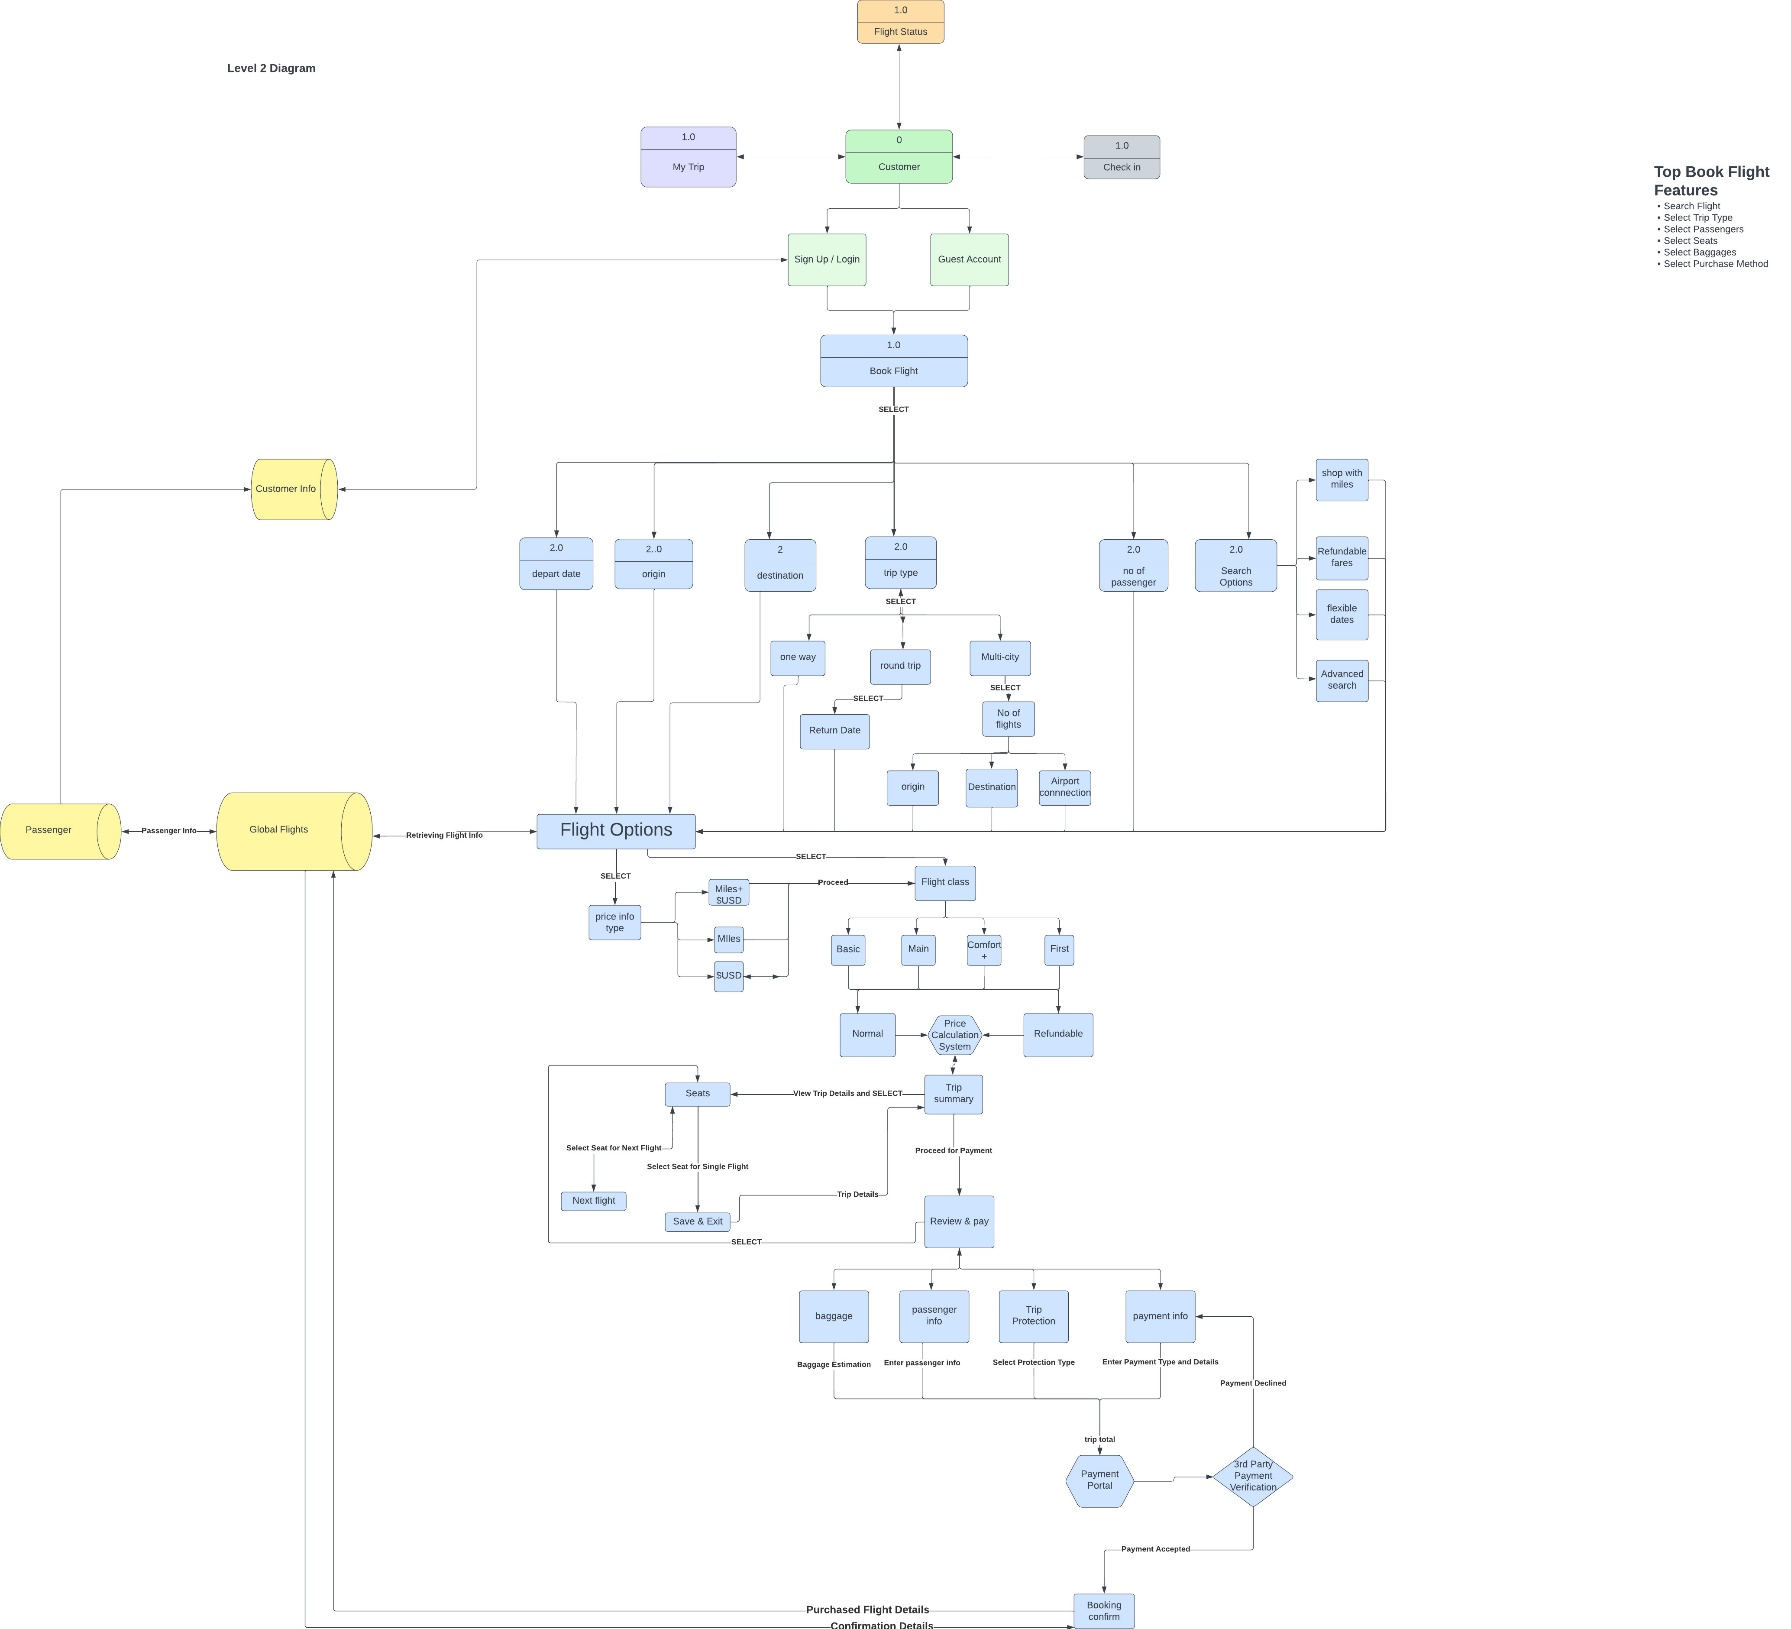 1.0
Flight Status
Level 2 Diagram
1.0
My Trip
0
Customer
1.0
Check in
Top Book Flight
Features
• Search Flight
• Select Trip Type
• Select Passengers
• Select Seats
• Select Baggages
• Select Purchase Method
Sign Up / Login
Guest Account
1.0
Book Flight
SELECT
Customer Info
shop with
miles
2.0
depart date
2..0
origin
2
destination
2.0
trip type
2.0
no of
passenger
2.0
Search
Options
Refundable
fares
flexible
dates
Advanced
search
SELECT
one way
round trip
Multi-city
SELECT
SELECT
Return Date
No of
flights
origin
Destination
Airport
connnection
Passenger
Passenger Info
Global Flights
Retrieving Flight Info
Flight Options
SELECT
SELECT
price info
type
Miles+
$USD
MIles
$USD
Proceed
Flight class
Basic
Main
Comfort
+
First
Normal
Price
Calculation
System
Refundable
Seats
VIew Trip Details and SELECT
Trip
summary
Select Seat for Next Flight
Select Seat for Single Flight
Proceed for Payment
Next flight
Trip Details
Save & Exit
Review & pay
SELECT
baggage
passenger
info
Trip
Protection
payment info
Baggage Estimation
Enter passenger info
Select Protection Type
Enter Payment Type and Details
Payment Declined
trip total
Payment
Portal
3rd Party
Payment
Verification
Payment Accepted
Booking
confirm
Purchased Flight Details
Confirmation Details